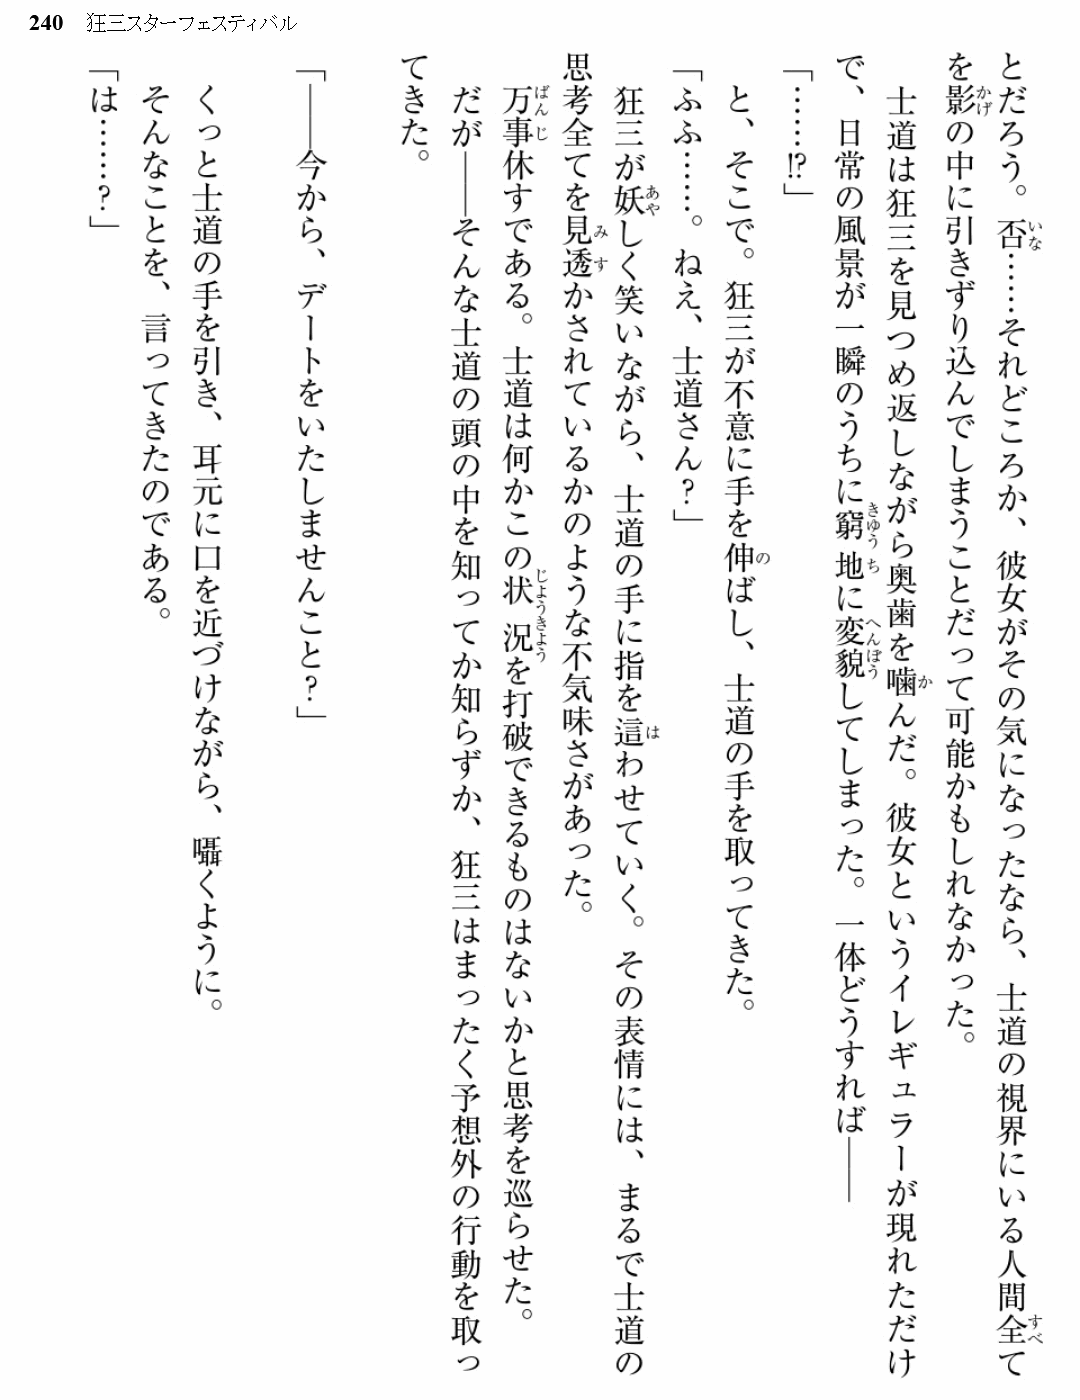 240 狂三スターフェスティバル
とだろう。否……それどころか、彼女がその気になったなら、士道の視界にいる人間全て
を影の中に引きずり込んでしまうことだって可能かもしれなかった。
士道は狂三を見つめ返しながら奥歯を噛んだ。彼女というイレギュラーが現れただけ
で、日常の風景が一瞬のうちに窮地に変貌してしまった。一体どうすれば――
「……!?」
と、そこで。狂三が不意に手を伸ばし、士道の手を取ってきた。
「ふふ……。ねえ、士道さん?」
狂三が妖しく笑いながら、士道の手に指を這わせていく。その表情には、まるで士道の
思考全てを見透かされているかのような不気味さがあった。
万事休すである。士道は何かこの状況を打破できるものはないかと思考を巡らせた。
だが――そんな士道の頭の中を知ってか知らずか、狂三はまったく予想外の行動を取っ
てきた。
「――今から、デートをいたしませんこと?」
くっと士道の手を引き、耳元に口を近づけながら、囁くように。
そんなことを、言ってきたのである。
「は……?」